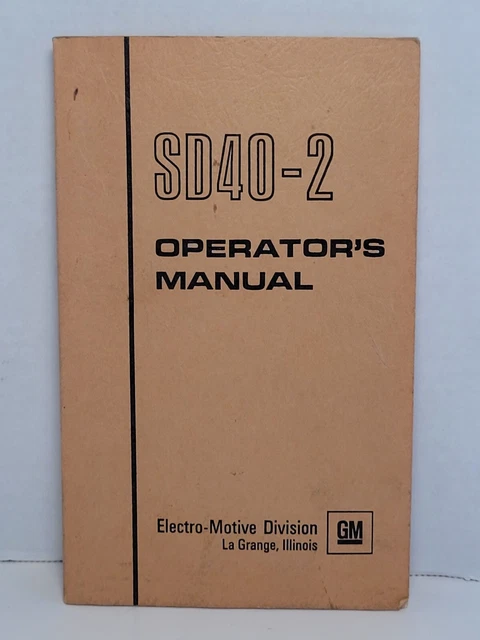 SD40-2
OPERATOR'S
MANUAL
Electro-Motive Division
La Grange, Illinois
GM